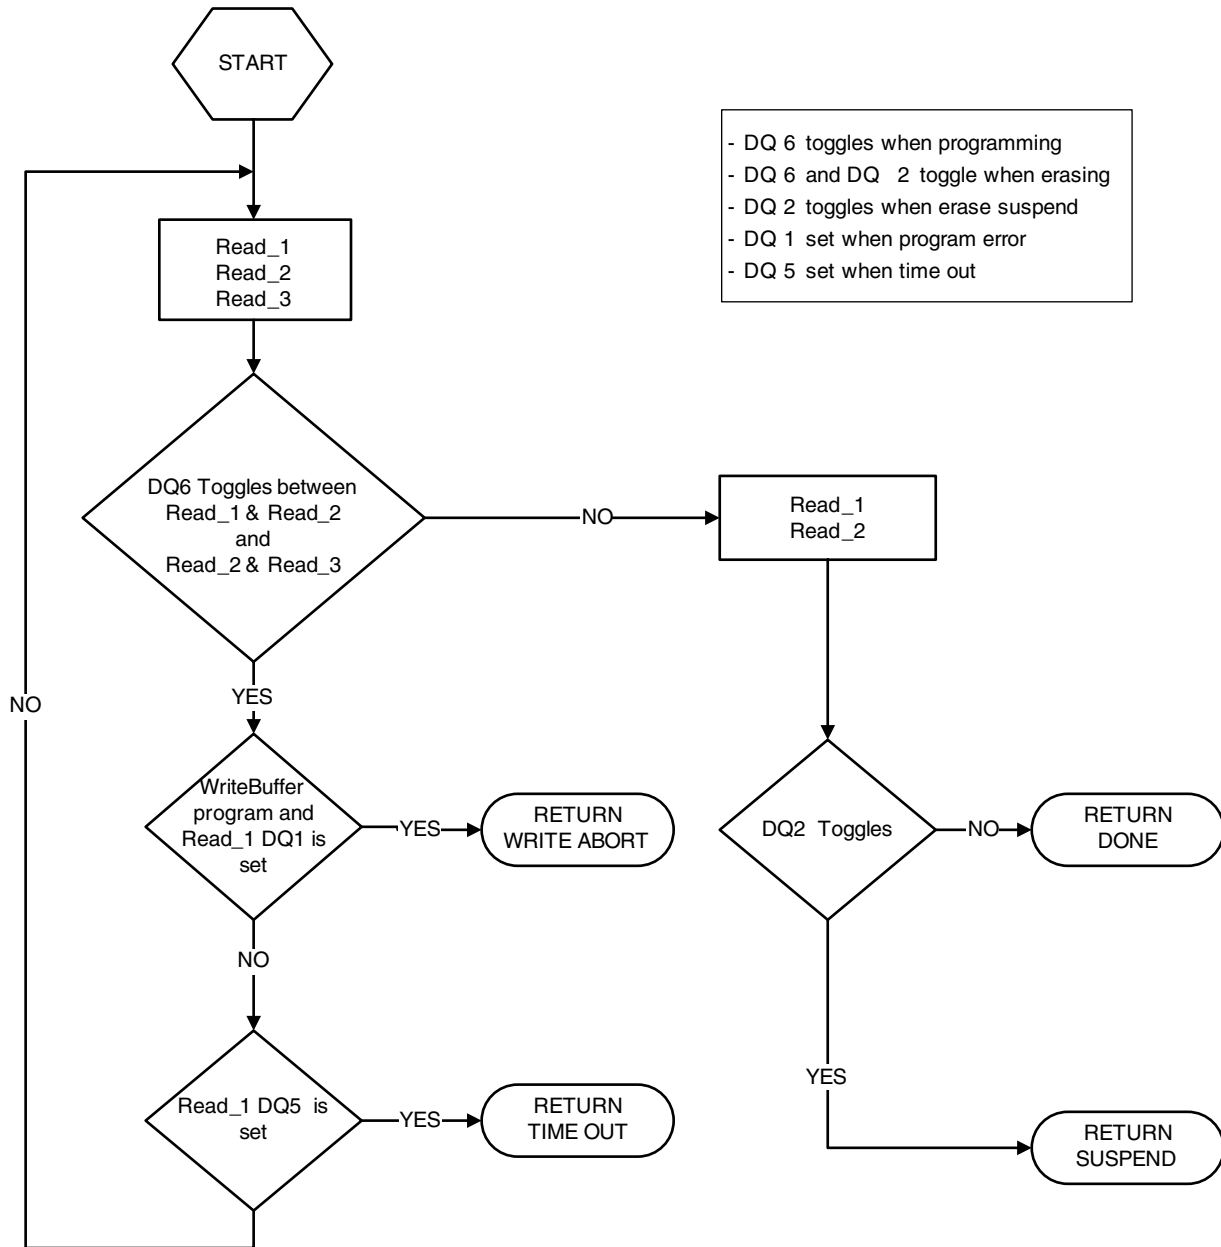 START
- DQ 6 toggles when programming
- DQ 6 and DQ 2 toggle when erasing
- DQ 2 toggles when erase suspend
- DQ 1 set when program error
- DQ 5 set when time out
Read_1
Read_2
Read_3
DQ6 Toggles between
Read_1 & Read_2
and
Read_2 & Read_3
NO
Read_1
Read_2
YES
NO
WriteBuffer
program and
Read_1 DQ1 is
set
YES
RETURN
WRITE ABORT
DQ2 Toggles
NO
RETURN
DONE
NO
YES
Read_1 DQ5 is
set
YES
RETURN
TIME OUT
RETURN
SUSPEND